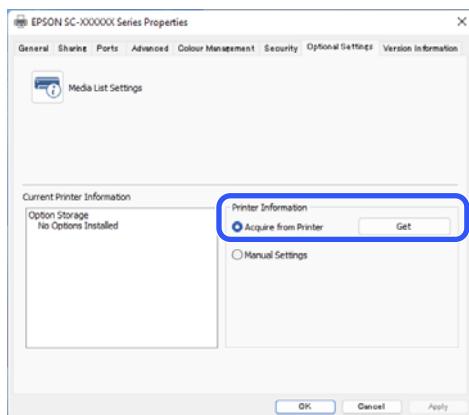 EPSON SC-XXXXXX Series Properties
General Sharing Ports Advanced Colour Management Security Optional Settings Version Information
Media List Settings
Current Printer Information
Option Storage
No Options Installed
Printer Information
Acquire from Printer
Get
Manual Settings
OK Cancel Apply